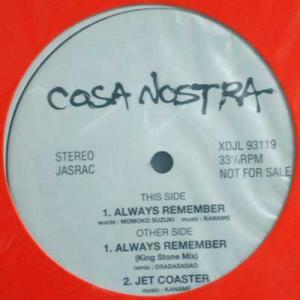 COSA NOSTRA
STEREO
JASRAC
XDJL 93119
33⅓RPM
NOT FOR SALE
THIS SIDE
1. ALWAYS REMEMBER
words : MOMOKO SUZUKI music : KANAME
OTHER SIDE
1. ALWAYS REMEMBER
(King Stone Mix)
remix : OSADASADAO
2. JET COASTER
music : KANAME